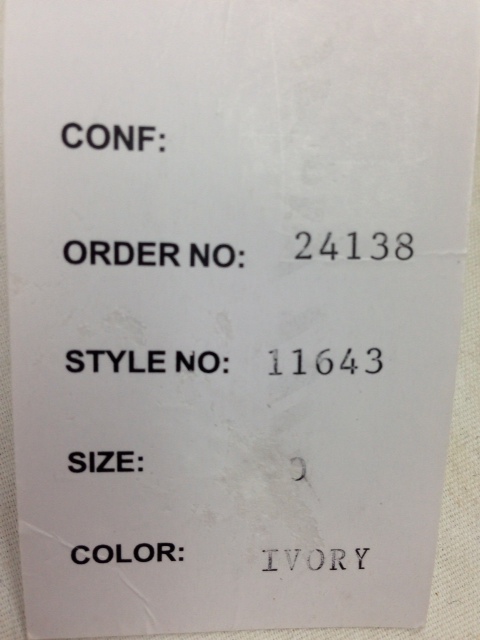 CONF:
ORDER NO: 24138
STYLE NO: 11643
SIZE:
COLOR: IVORY